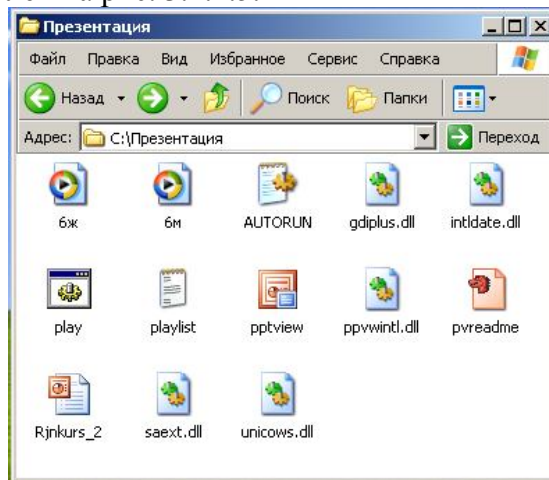 Презентация
Файл Правка Вид Избранное Сервис Справка
Назад Поиск Папки
Адрес: C:\Презентация Переход
6ж 6м AUTORUN gdiplus.dll intldate.dll
play playlist pptview ppvwintl.dll pvreadme
Rjnkurs_2 saext.dll unicows.dll